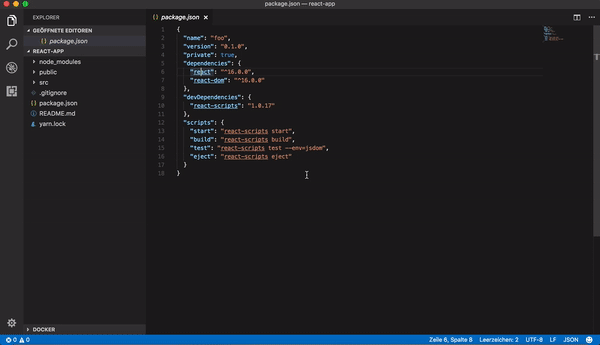 package.json — react-app
EXPLORER
GEÖFFNETE EDITOREN
{ } package.json
REACT-APP
node_modules
public
src
.gitignore
{ } package.json
README.md
yarn.lock
DOCKER
{ } package.json ×
1 {
2 "name": "foo",
3 "version": "0.1.0",
4 "private": true,
5 "dependencies": {
6 "react": "^16.0.0",
7 "react-dom": "^16.0.0"
8 },
9 "devDependencies": {
10 "react-scripts": "1.0.17"
11 },
12 "scripts": {
13 "start": "react-scripts start",
14 "build": "react-scripts build",
15 "test": "react-scripts test --env=jsdom",
16 "eject": "react-scripts eject"
17 }
18 }
0 0
Zeile 6, Spalte 8
Leerzeichen: 2
UTF-8
LF
JSON